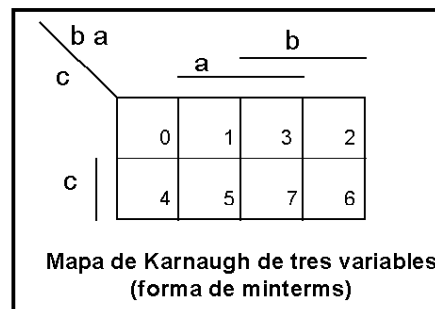 b a
c
b
a
0 1 3 2
c
4 5 7 6
Mapa de Karnaugh de tres variables
(forma de minterms)